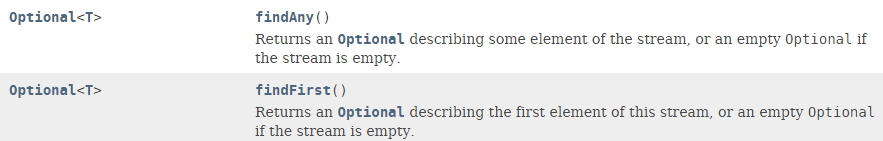 Optional<T> findAny()
Returns an Optional describing some element of the stream, or an empty Optional if
the stream is empty.
Optional<T> findFirst()
Returns an Optional describing the first element of this stream, or an empty Optional
if the stream is empty.